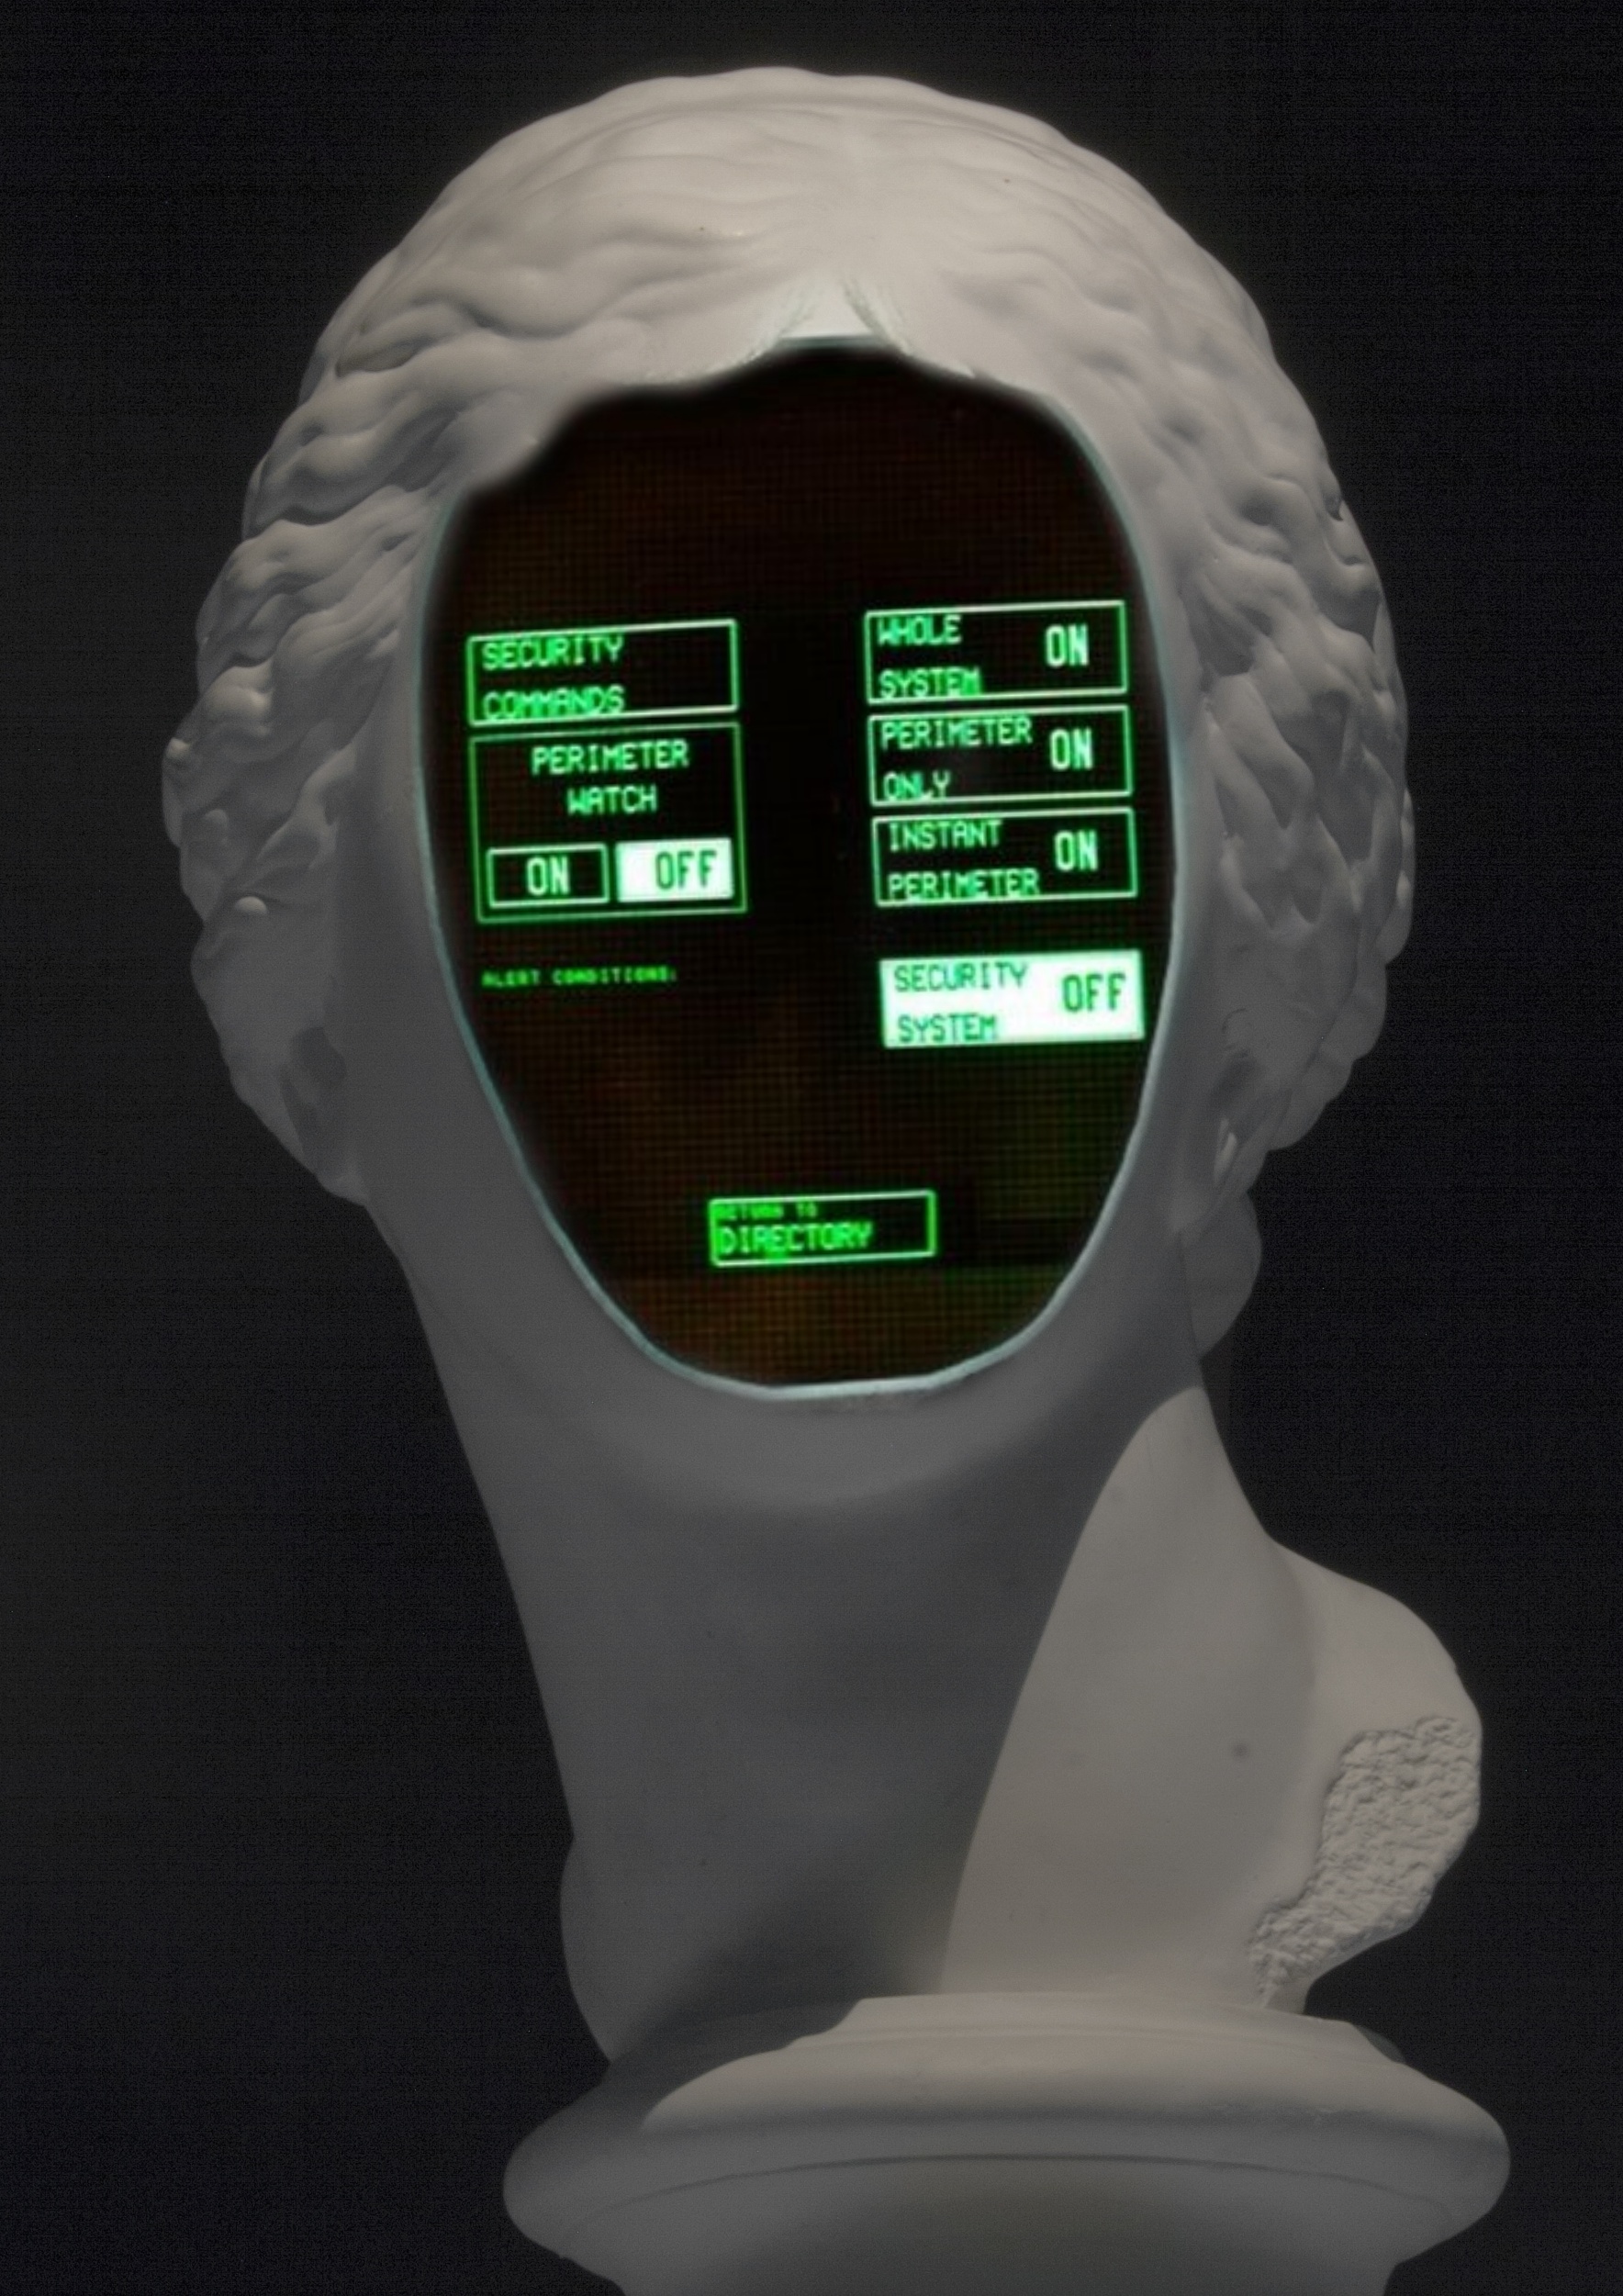 SECURITY
COMMANDS
PERIMETER
WATCH
ON OFF
ALERT CONDITIONS:
WHOLE
SYSTEM ON
PERIMETER
ONLY ON
INSTANT
PERIMETER ON
SECURITY
SYSTEM OFF
RETURN TO
DIRECTORY